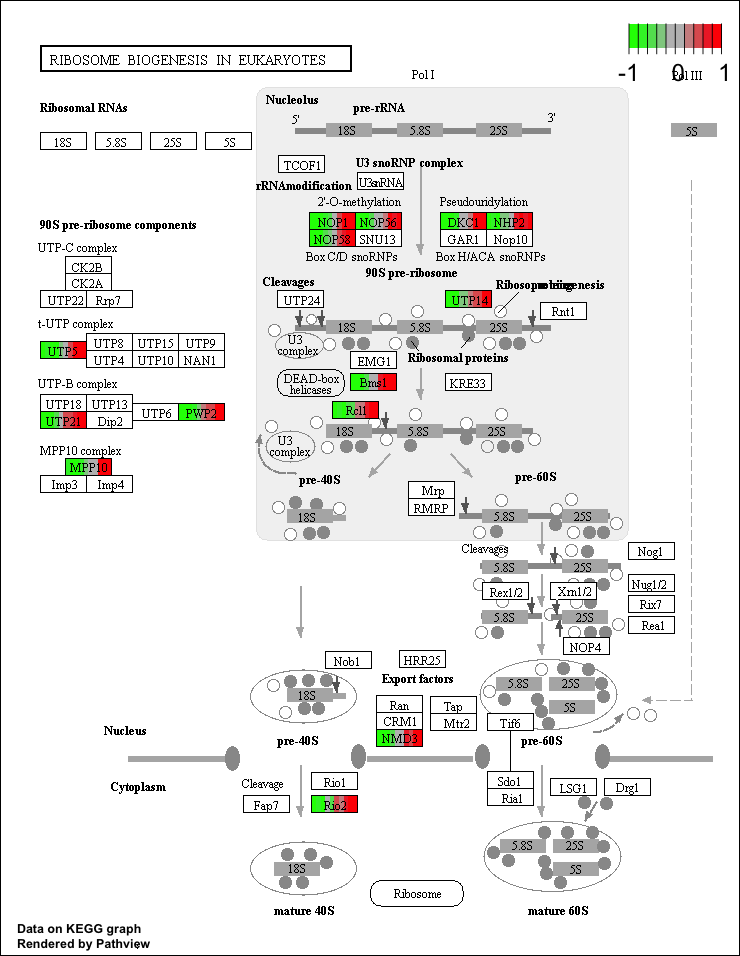 RIBOSOME BIOGENESIS IN EUKARYOTES
-1 0 1
Pol I
Pol III
Ribosomal RNAs
18S 5.8S 25S 5S
Nucleolus
pre-rRNA
5' 3'
18S 5.8S 25S
5S
TCOF1
U3 snoRNP complex
U3 snRNA
rRNA modification
2'-O-methylation
Pseudouridylation
NOP1 NOP56
NOP58 SNU13
DKC1 NHP2
GAR1 Nop10
Box C/D snoRNPs
Box H/ACA snoRNPs
90S pre-ribosome components
UTP-C complex
CK2B
CK2A
UTP22 Rrp7
t-UTP complex
UTP5
UTP8 UTP15 UTP9
UTP4 UTP10 NAN1
UTP-B complex
UTP18 UTP13
UTP21 Dip2
UTP6 PWP2
MPP10 complex
MPP10
Imp3 Imp4
90S pre-ribosome
Cleavages
UTP24
UTP14
Rnt1
18S 5.8S 25S
U3
complex
Ribosomal proteins
EMG1
DEAD-box
helicases
Bms1
KRE33
Rcl1
18S 5.8S 25S
U3
complex
pre-40S
pre-60S
18S
Mrp
RMRP
5.8S 25S
Cleavages
5.8S 25S
Nog1
Nug1/2
Rix7
Rea1
Rex1/2
Xrn1/2
5.8S 25S
NOP4
Nob1
HRR25
Export factors
18S
Ran
CRM1
NMD3
Tap
Mtr2
5.8S 25S
5S
Tif6
pre-40S
pre-60S
Nucleus
Cytoplasm
Cleavage
Fap7
Rio1
Rio2
Sdo1
Ria1
LSG1
Drg1
18S
5.8S 25S
5S
Ribosome
mature 40S
mature 60S
Data on KEGG graph
Rendered by Pathview